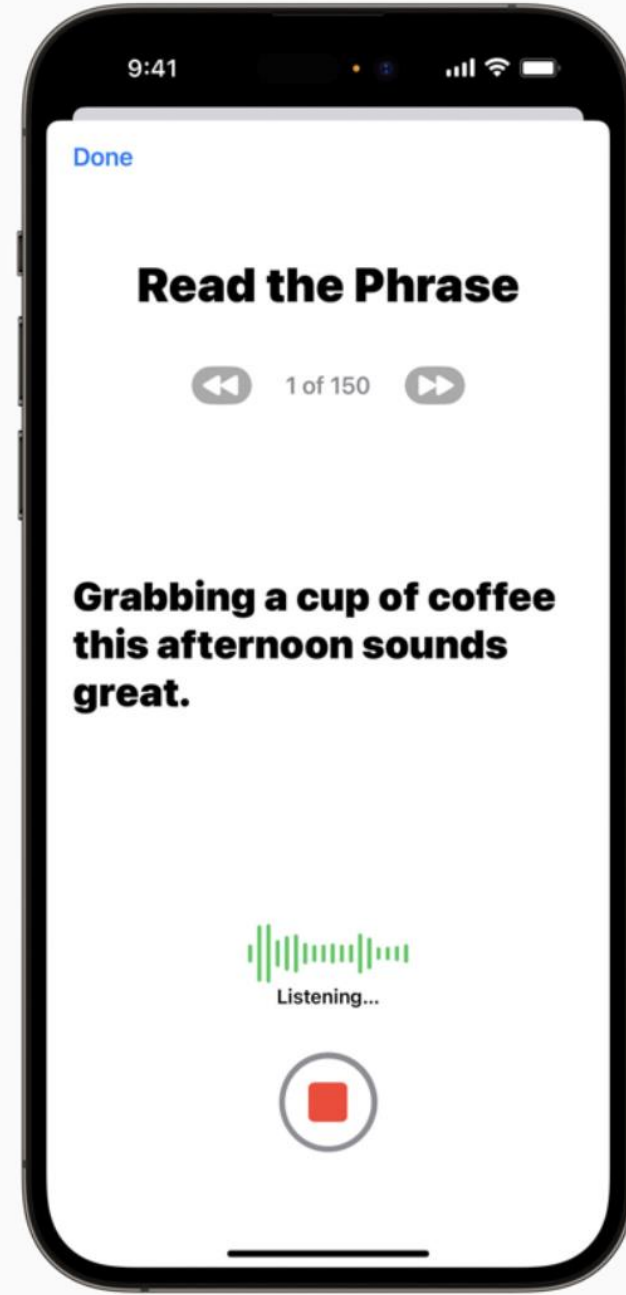 9:41
Done
Read the Phrase
1 of 150
Grabbing a cup of coffee
this afternoon sounds
great.
Listening...